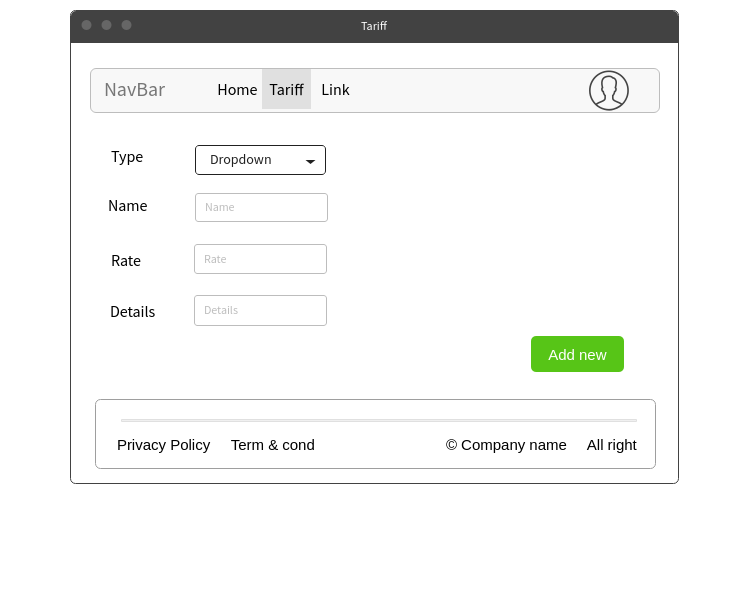 Tariff
NavBar Home Tariff Link
Type Dropdown
Name Name
Rate Rate
Details Details
Add new
Privacy Policy Term & cond © Company name All right